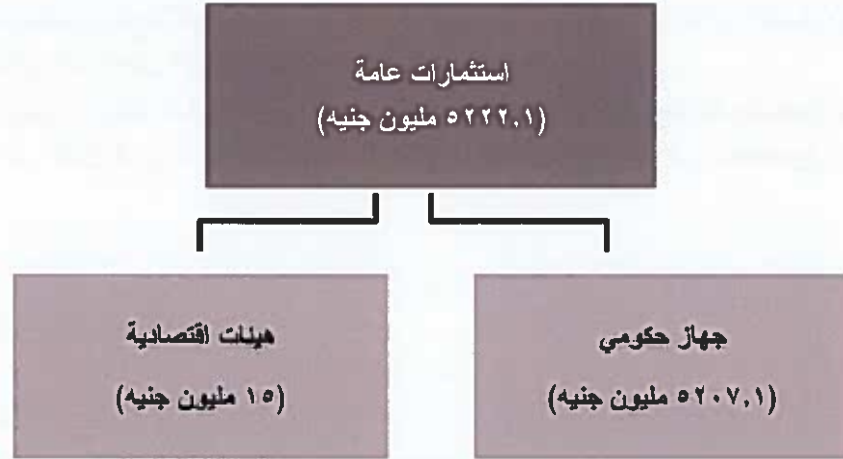 استثمارات عامة
(٥٢٢٢,١ مليون جنيه)
جهاز حكومي
(٥٢٠٧,١ مليون جنيه)
هيئات اقتصادية
(١٥ مليون جنيه)